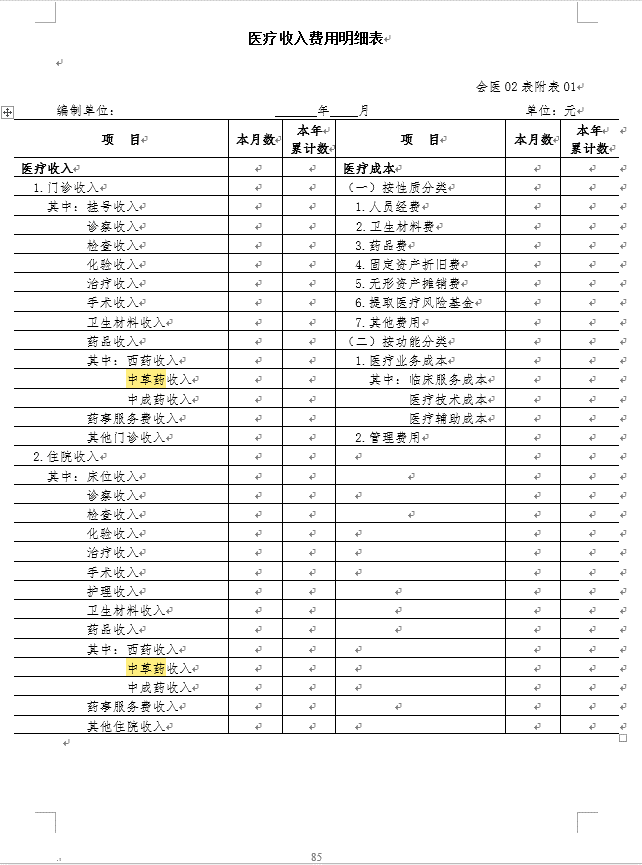 医疗收入费用明细表
会医02表附表01
编制单位： 年 月 单位：元
项 目 本月数 本年累计数 项 目 本月数 本年累计数
医疗收入 医疗成本
1.门诊收入 （一）按性质分类
其中：挂号收入 1.人员经费
诊察收入 2.卫生材料费
检查收入 3.药品费
化验收入 4.固定资产折旧费
治疗收入 5.无形资产摊销费
手术收入 6.提取医疗风险基金
卫生材料收入 7.其他费用
药品收入 （二）按功能分类
其中：西药收入 1.医疗业务成本
中草药收入 其中：临床服务成本
中成药收入 医疗技术成本
药事服务费收入 医疗辅助成本
其他门诊收入 2.管理费用
2.住院收入
其中：床位收入
诊察收入
检查收入
化验收入
治疗收入
手术收入
护理收入
卫生材料收入
药品收入
其中：西药收入
中草药收入
中成药收入
药事服务费收入
其他住院收入
85